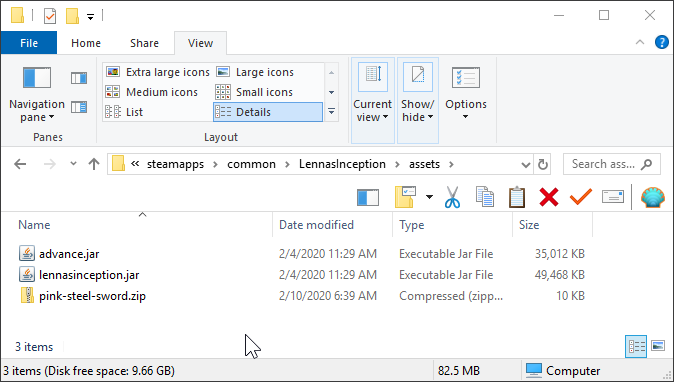 File Home Share View
Navigation pane
Extra large icons Large icons
Medium icons Small icons
List Details
Current view
Show/ hide
Options
Panes Layout
« steamapps > common > LennasInception > assets >
Search ass...
Name Date modified Type Size
advance.jar 2/4/2020 11:29 AM Executable Jar File 35,012 KB
lennasinception.jar 2/4/2020 11:29 AM Executable Jar File 49,468 KB
pink-steel-sword.zip 2/10/2020 6:39 AM Compressed (zipp... 10 KB
3 items
3 items (Disk free space: 9.66 GB) 82.5 MB Computer